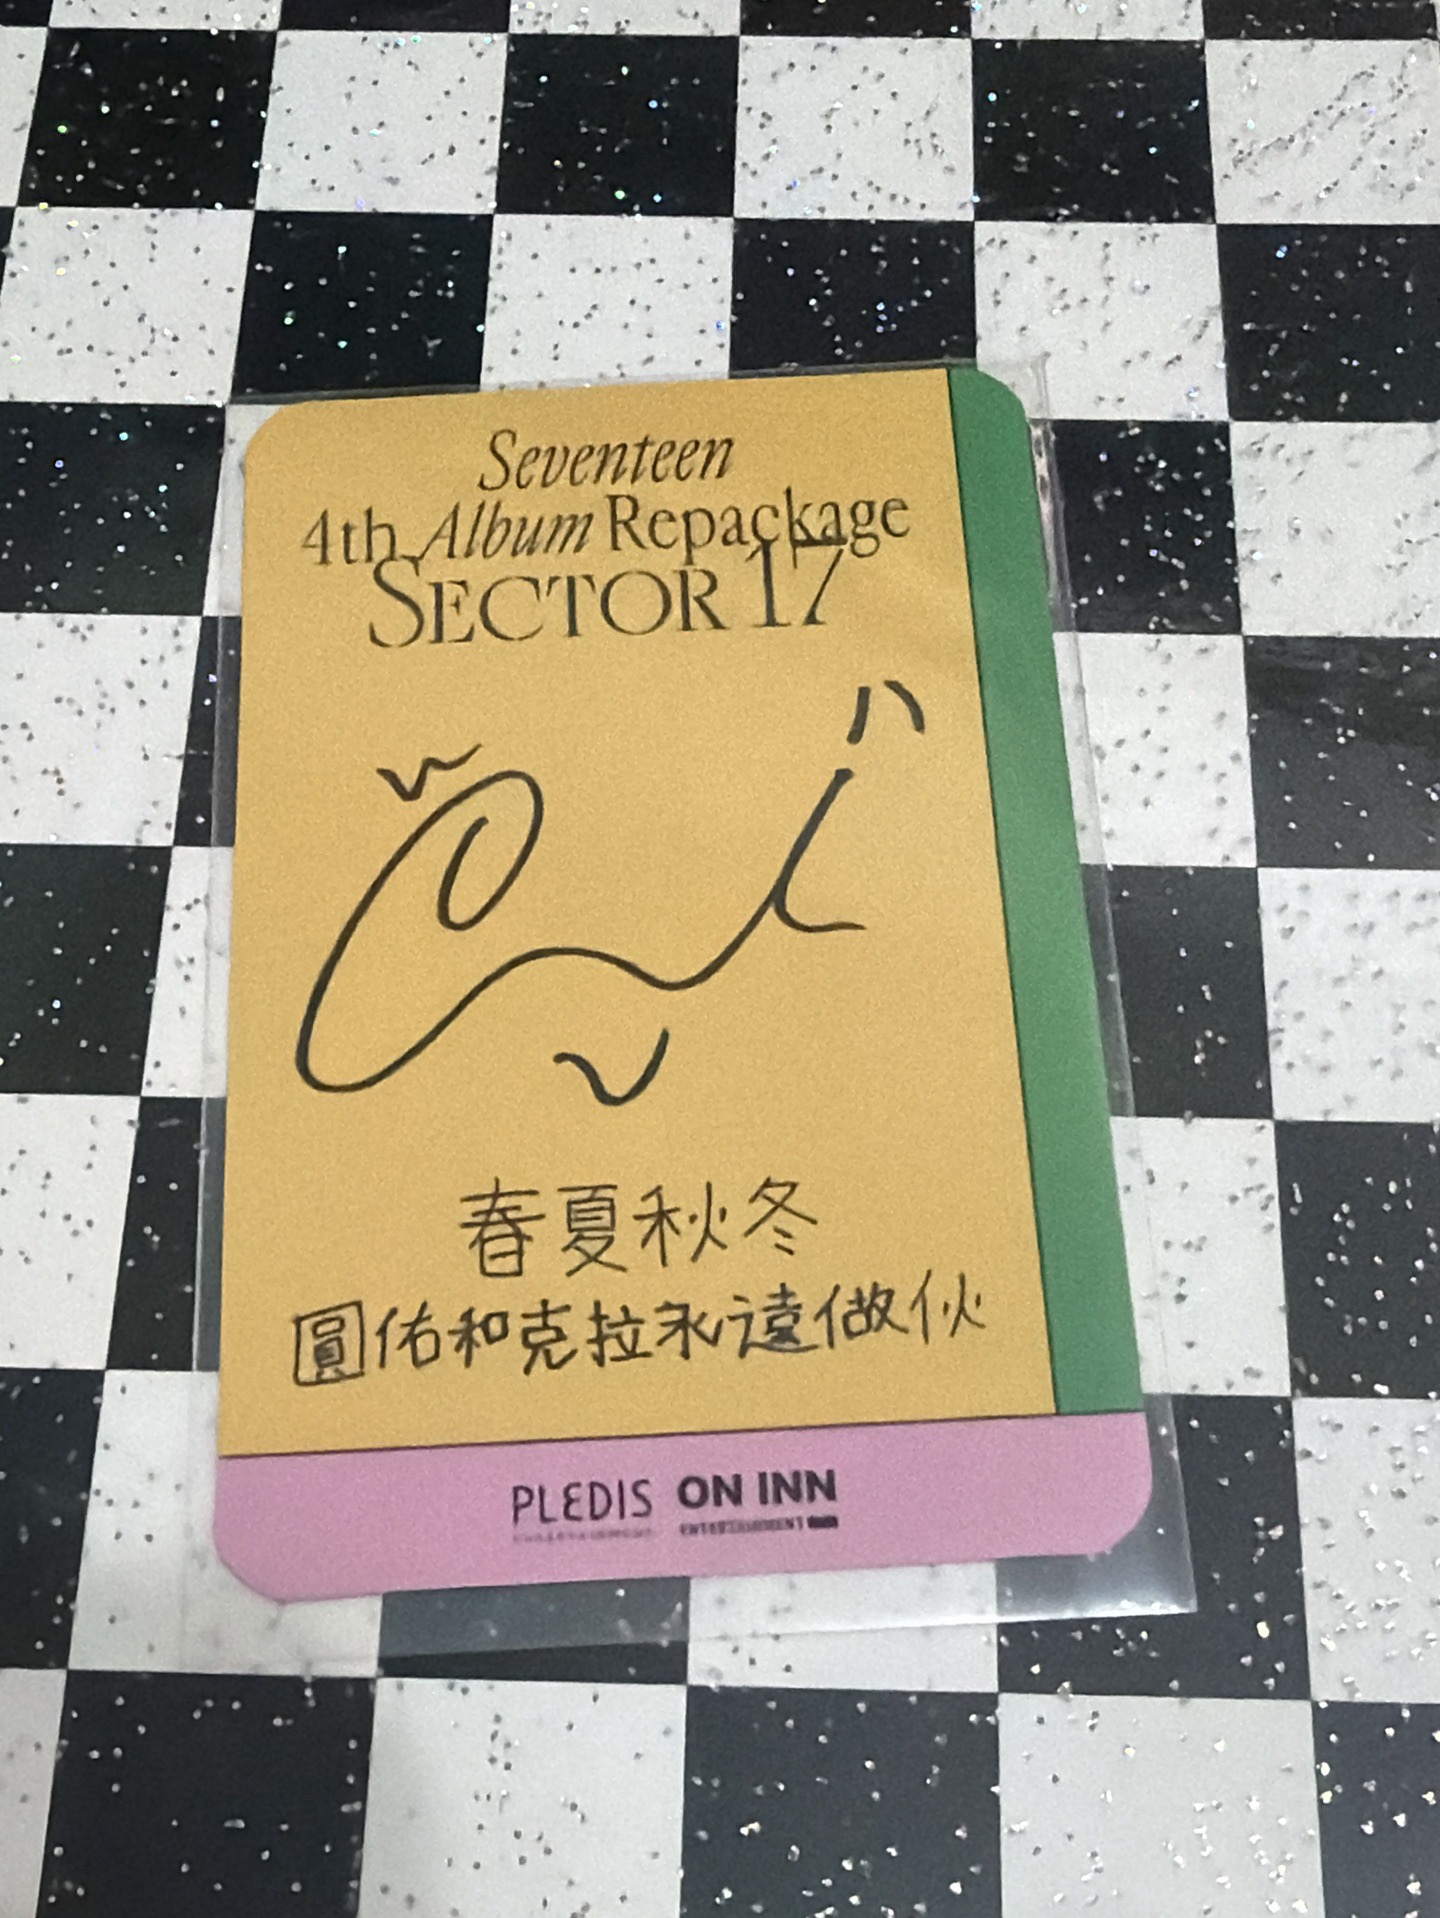 Seventeen
4th Album Repackage
SECTOR 17
春夏秋冬
圓佑和克拉永遠做伙
PLEDIS ON INN
ENTERTAINMENT